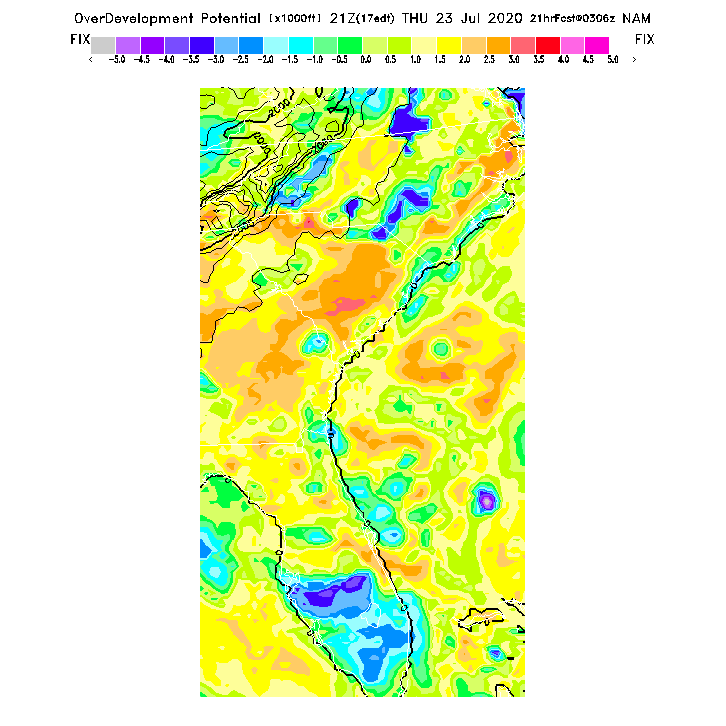 OverDevelopment Potential [x1000ft] 21Z(17edt) THU 23 Jul 2020 21hrFcst@0306z NAM
FIX FIX
< -5.0 -4.5 -4.0 -3.5 -3.0 -2.5 -2.0 -1.5 -1.0 -0.5 0.0 0.5 1.0 1.5 2.0 2.5 3.0 3.5 4.0 4.5 5.0 >
2000
2000